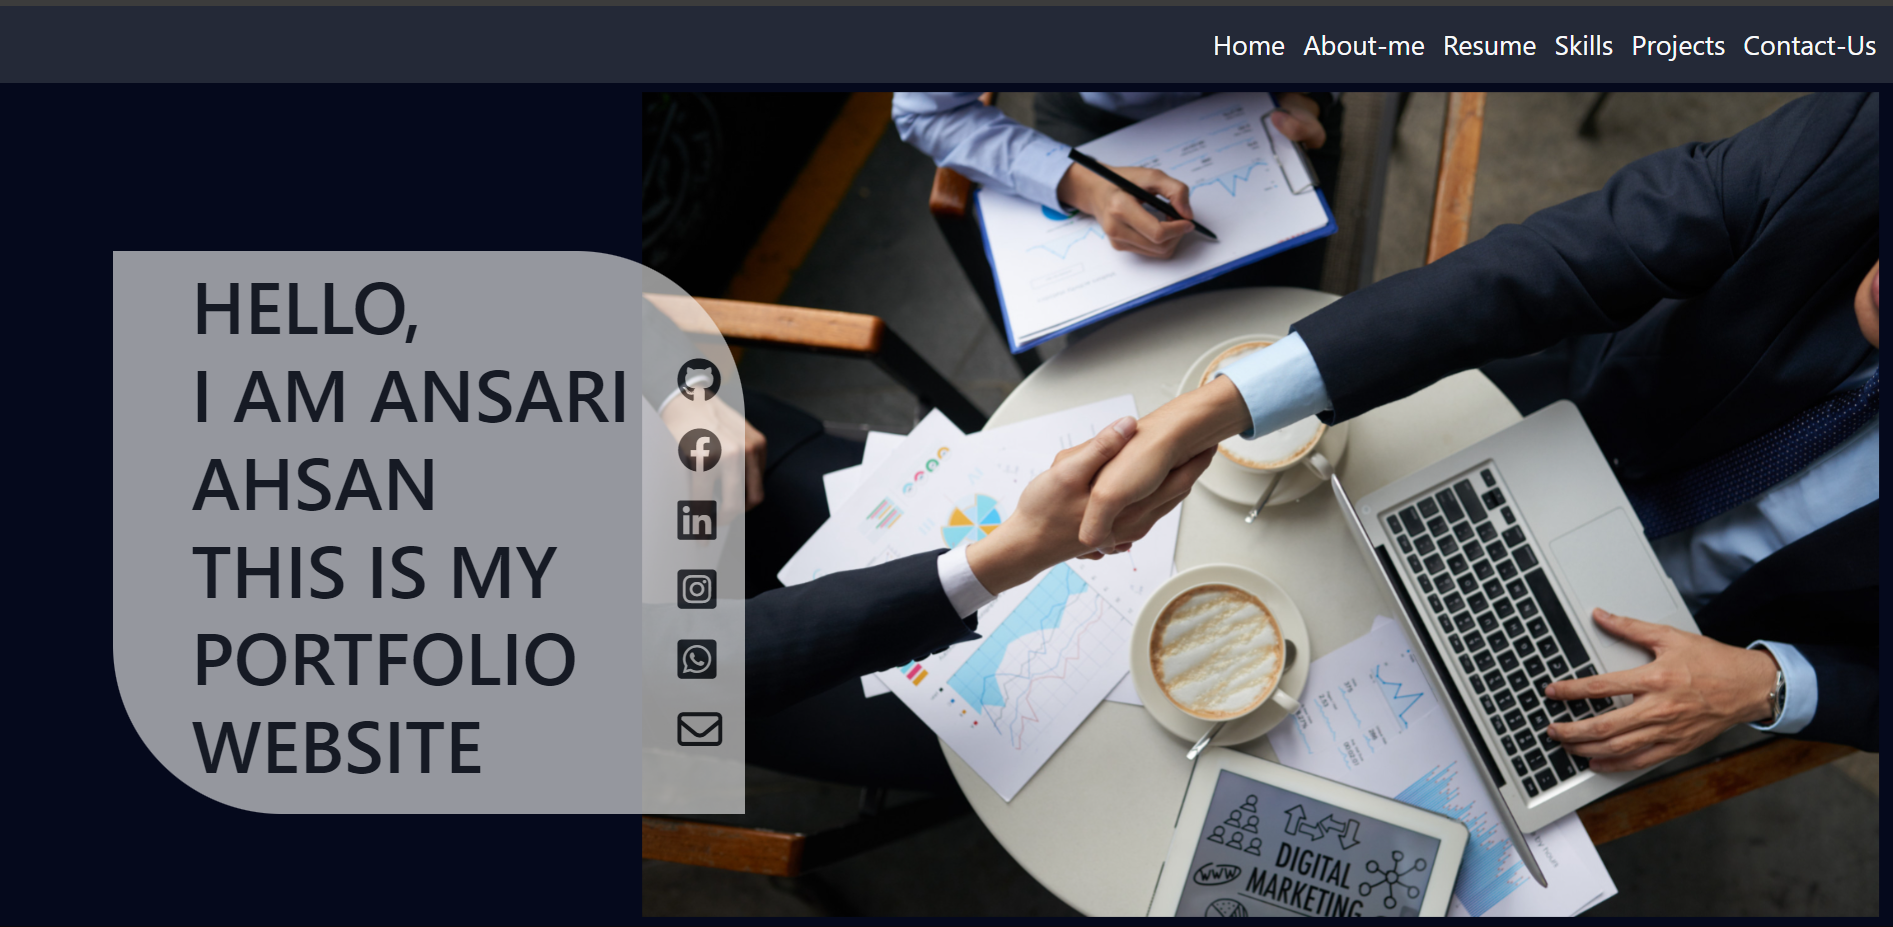 Home About-me Resume Skills Projects Contact-Us
HELLO,
I AM ANSARI
AHSAN
THIS IS MY
PORTFOLIO
WEBSITE
in
DIGITAL
WWW MARKETING